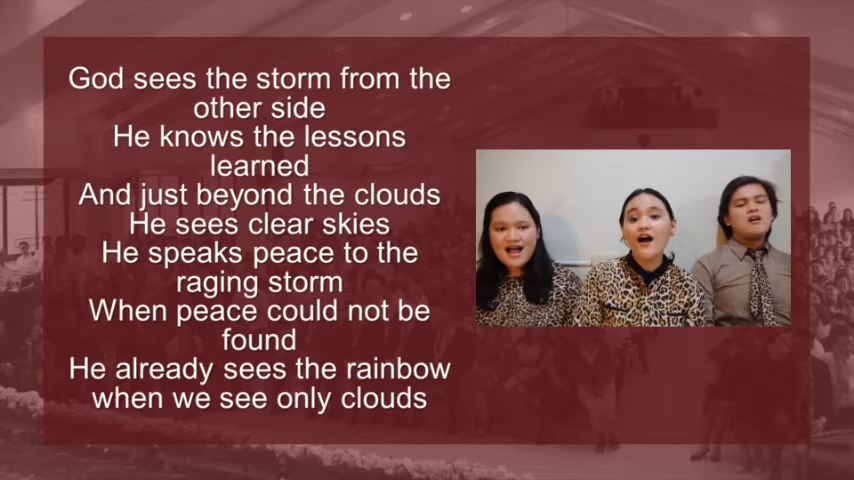 God sees the storm from the
other side
He knows the lessons
learned
And just beyond the clouds
He sees clear skies
He speaks peace to the
raging storm
When peace could not be
found
He already sees the rainbow
when we see only clouds